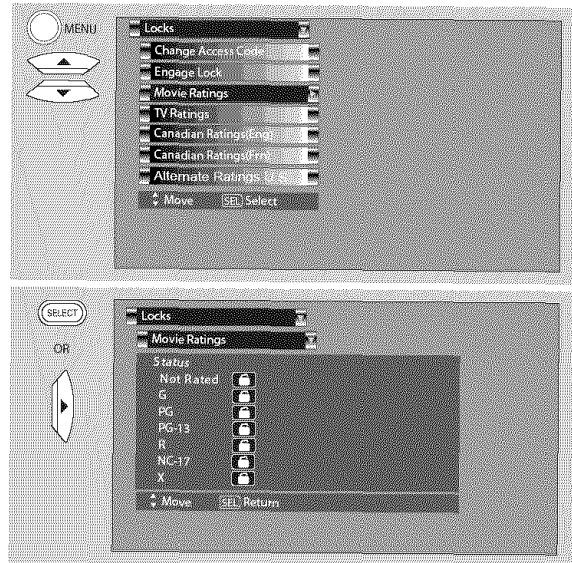 MENU
Locks
Change Access Code
Engage Lock
Movie Ratings
TV Ratings
Canadian Ratings(Eng)
Canadian Ratings(Frn)
Alternate Ratings U.S.
Move SEL Select
SELECT
OR
Locks
Movie Ratings
Status
Not Rated
G
PG
PG-13
R
NC-17
X
Move SEL Return